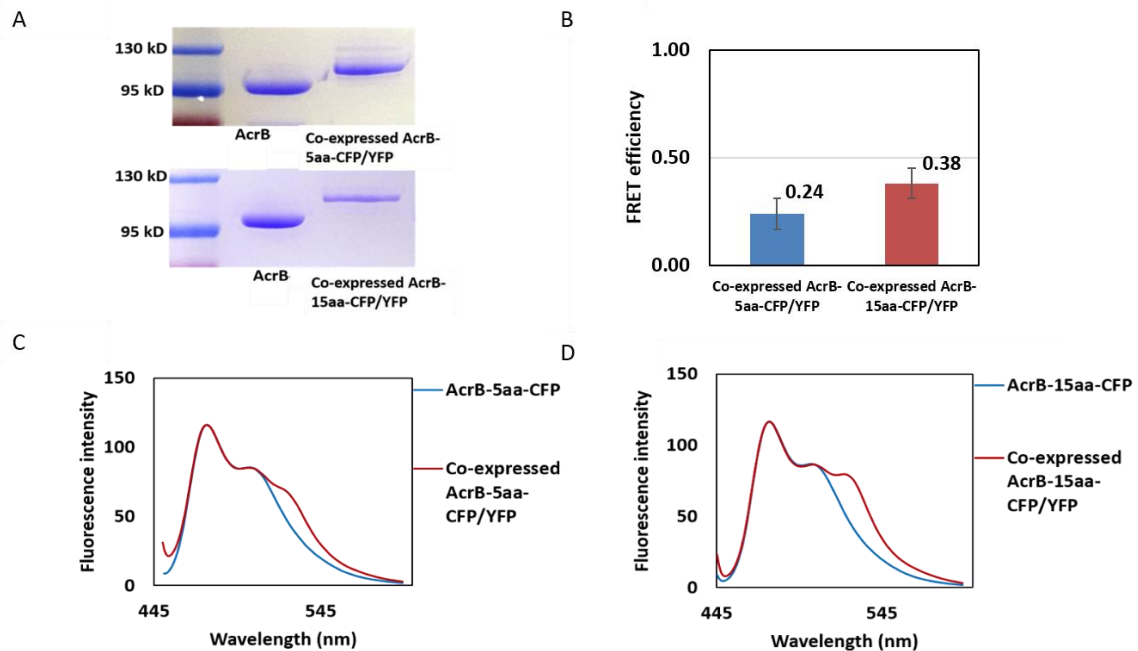 A
130 kD
95 kD
AcrB
Co-expressed AcrB-
5aa-CFP/YFP
130 kD
95 kD
AcrB
Co-expressed AcrB-
15aa-CFP/YFP
B
1.00
0.50
0.00
FRET efficiency
0.24
0.38
Co-expressed AcrB-
5aa-CFP/YFP
Co-expressed AcrB-
15aa-CFP/YFP
C
150
100
50
0
Fluorescence intensity
445
545
Wavelength (nm)
AcrB-5aa-CFP
Co-expressed
AcrB-5aa-
CFP/YFP
D
150
100
50
0
Fluorescence intensity
445
545
Wavelength (nm)
AcrB-15aa-CFP
Co-expressed
AcrB-15aa-
CFP/YFP